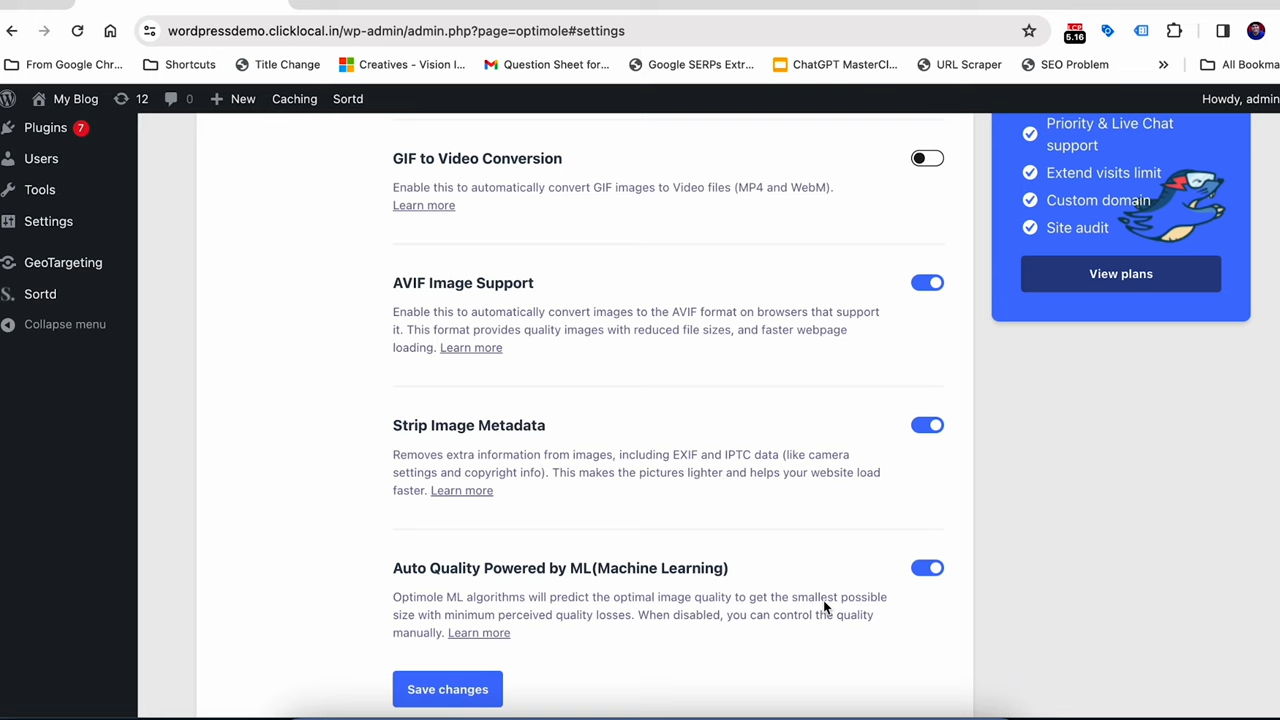 wordpressdemo.clicklocal.in/wp-admin/admin.php?page=optimole#settings
LCP
5.16
From Google Chr... Shortcuts Title Change Creatives - Vision I... Question Sheet for... Google SERPs Extr... ChatGPT MasterCl... URL Scraper SEO Problem » All Bookma
My Blog 12 0 New Caching Sortd Howdy, admin
Plugins 7
Users
Tools
Settings
GeoTargeting
Sortd
Collapse menu
GIF to Video Conversion
Enable this to automatically convert GIF images to Video files (MP4 and WebM).
Learn more
AVIF Image Support
Enable this to automatically convert images to the AVIF format on browsers that support
it. This format provides quality images with reduced file sizes, and faster webpage
loading. Learn more
Strip Image Metadata
Removes extra information from images, including EXIF and IPTC data (like camera
settings and copyright info). This makes the pictures lighter and helps your website load
faster. Learn more
Auto Quality Powered by ML(Machine Learning)
Optimole ML algorithms will predict the optimal image quality to get the smallest possible
size with minimum perceived quality losses. When disabled, you can control the quality
manually. Learn more
Save changes
Priority & Live Chat
support
Extend visits limit
Custom domain
Site audit
View plans